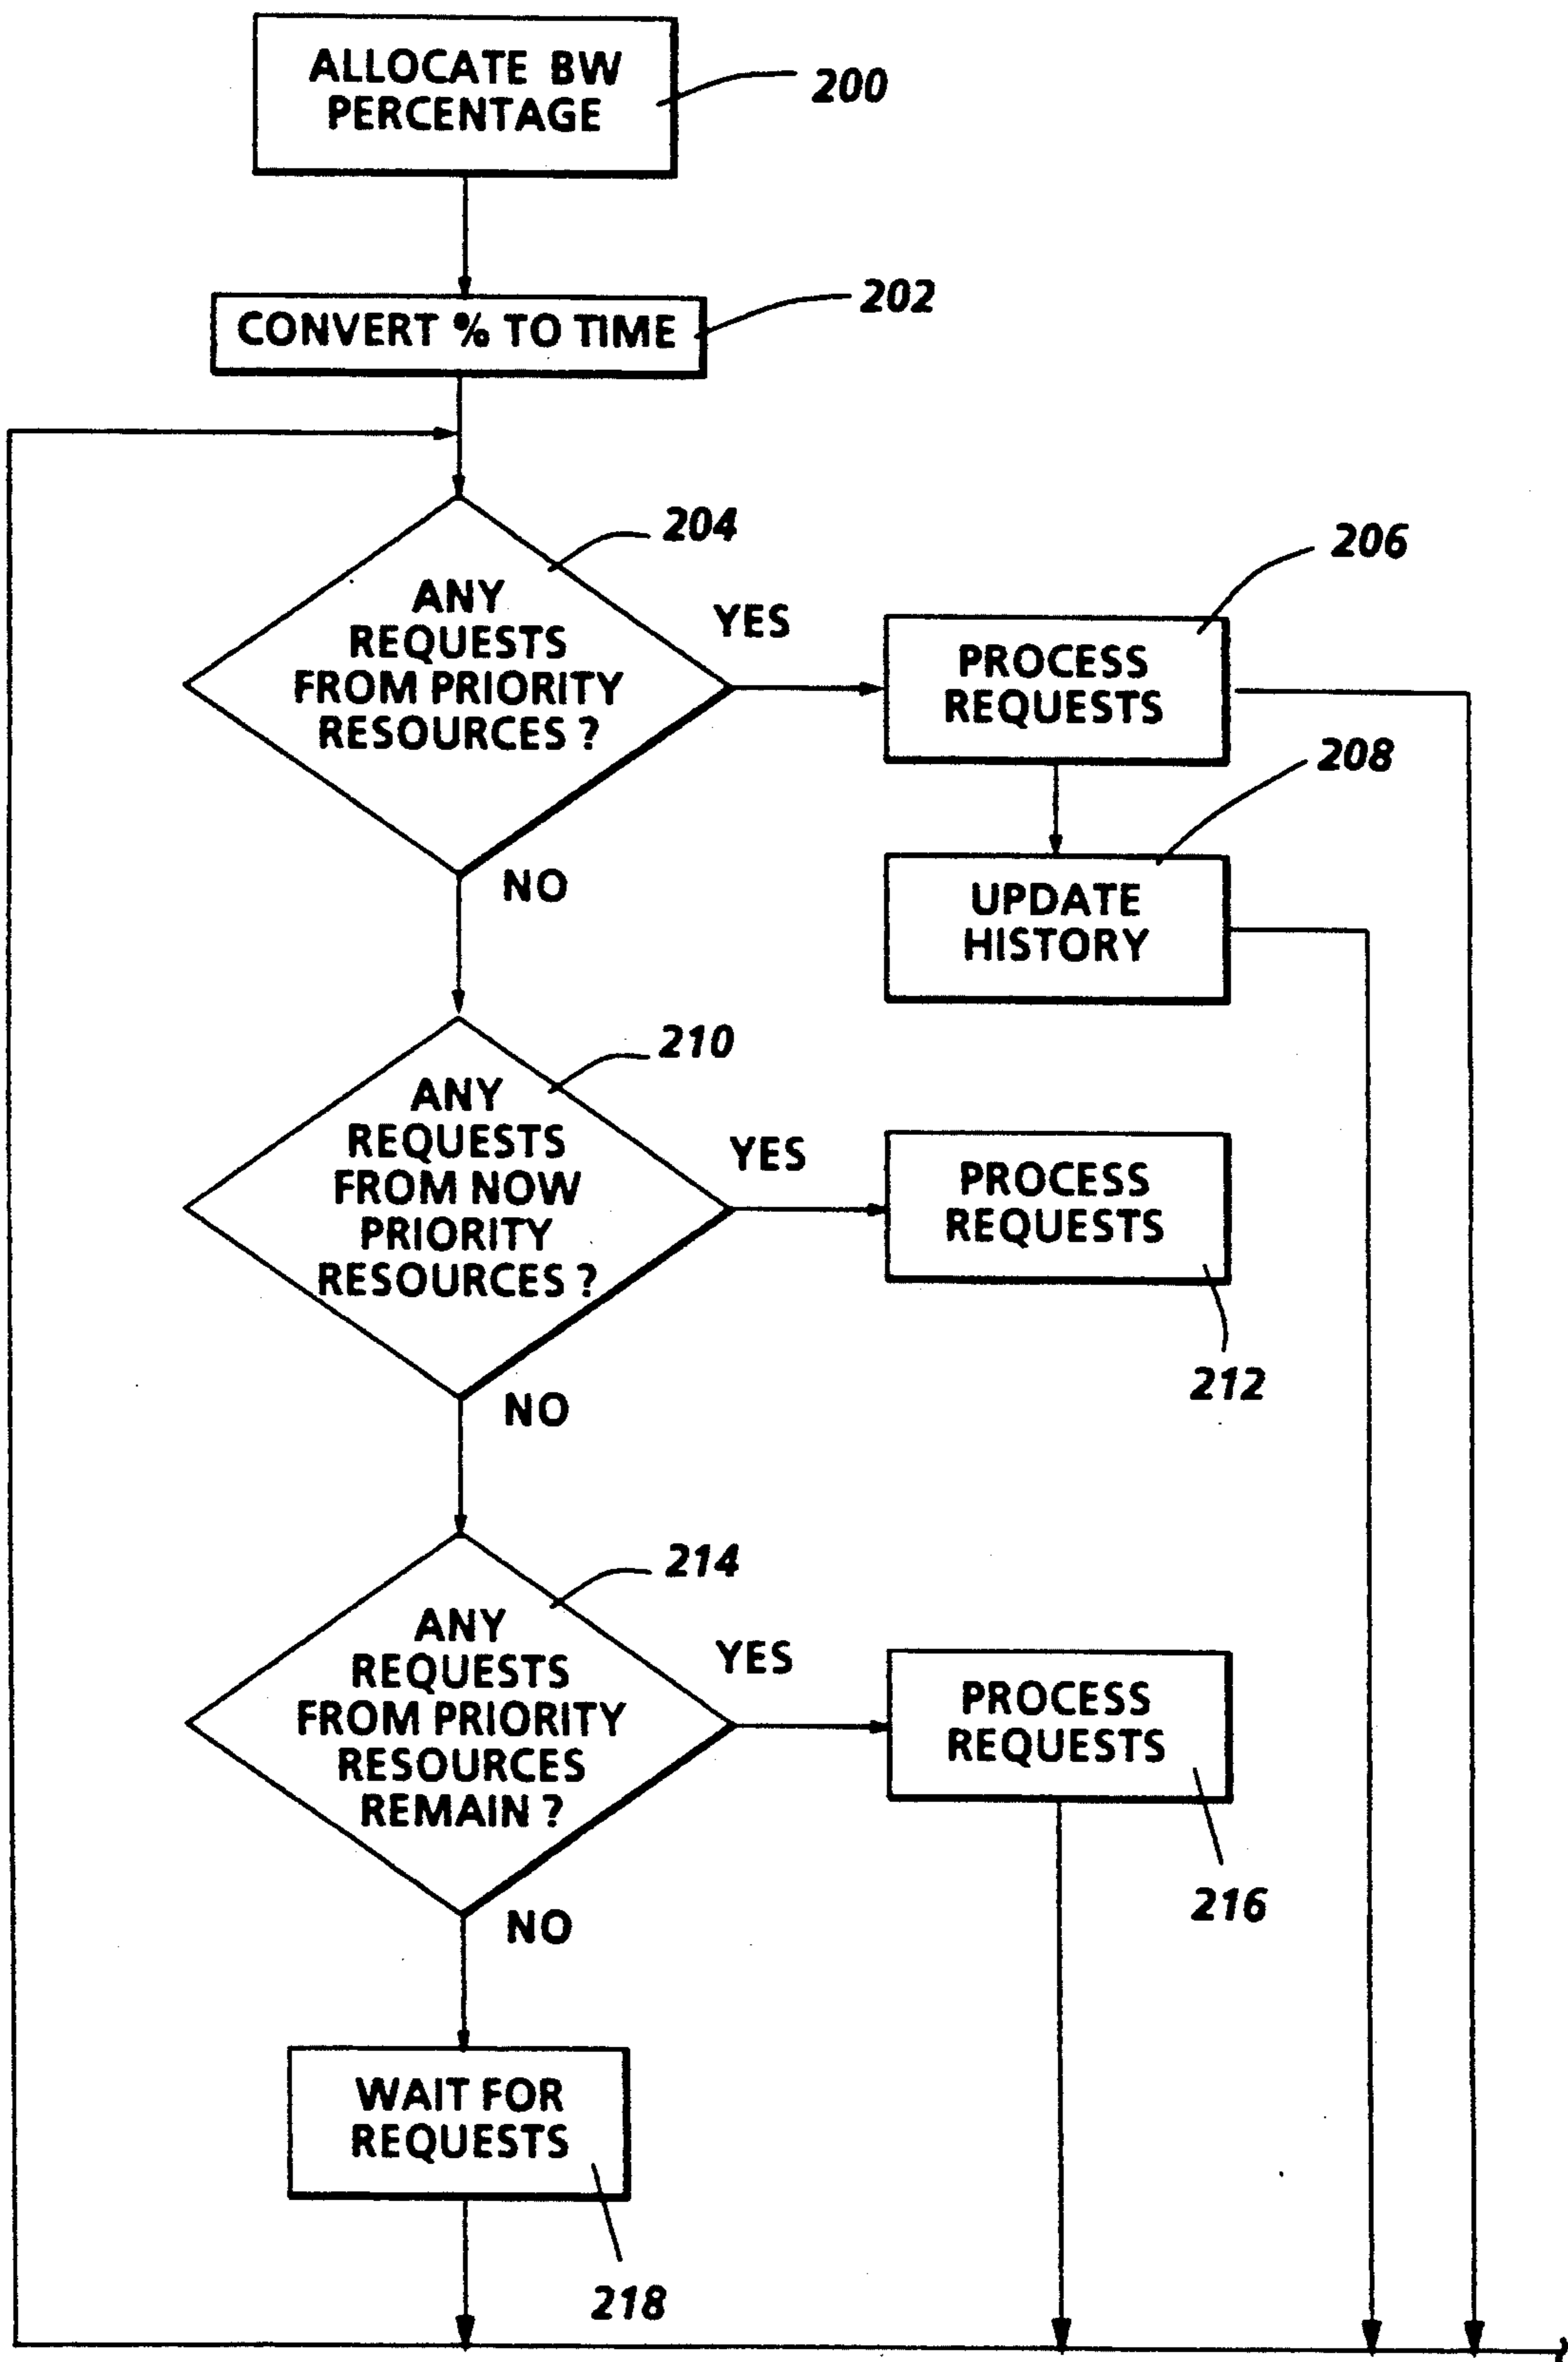 ALLOCATE BW
PERCENTAGE
200
CONVERT % TO TIME
202
204
ANY
REQUESTS
FROM PRIORITY
RESOURCES ?
YES
NO
206
PROCESS
REQUESTS
208
UPDATE
HISTORY
210
ANY
REQUESTS
FROM NOW
PRIORITY
RESOURCES ?
YES
NO
PROCESS
REQUESTS
212
214
ANY
REQUESTS
FROM PRIORITY
RESOURCES
REMAIN ?
YES
NO
PROCESS
REQUESTS
216
WAIT FOR
REQUESTS
218